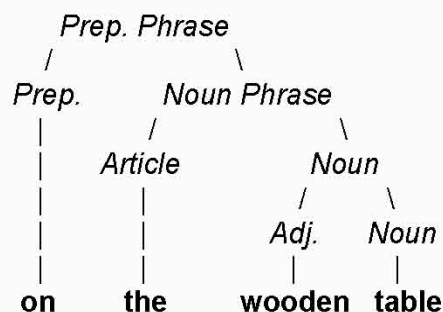 Prep. Phrase
Prep. Noun Phrase
Article Noun
Adj. Noun
on the wooden table